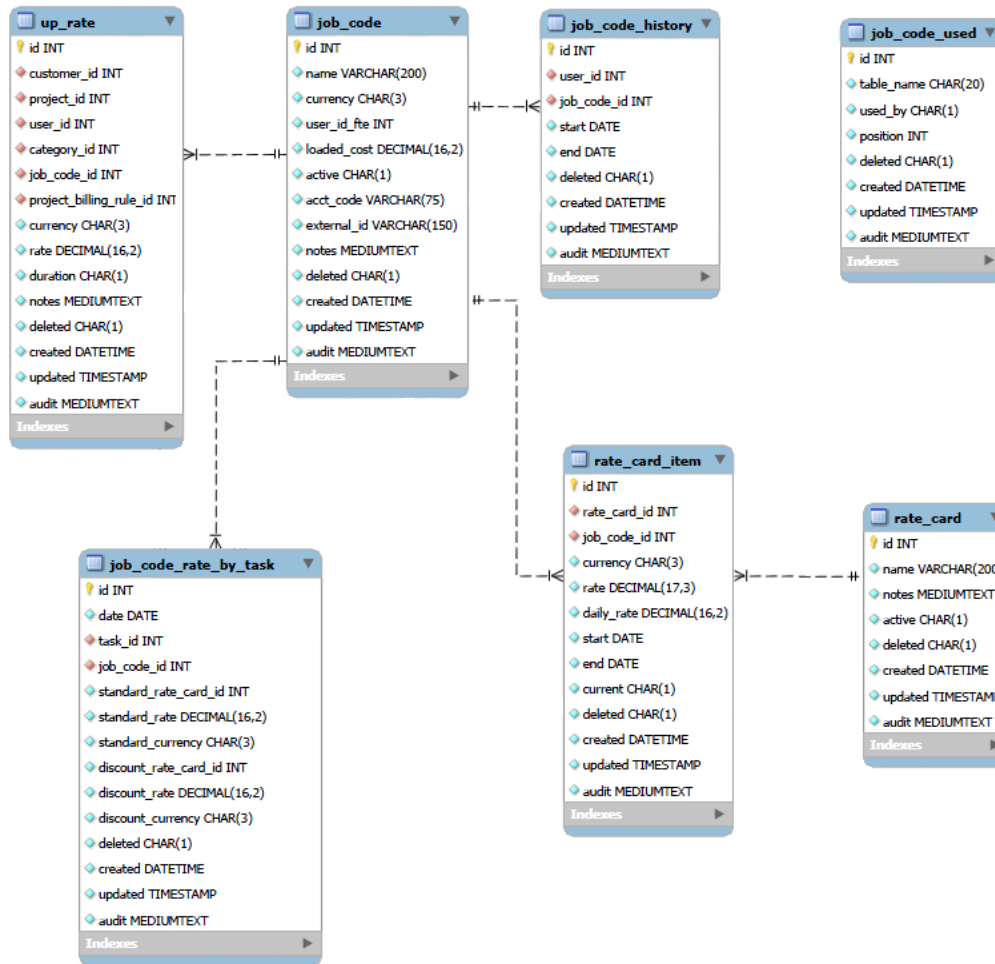 up_rate
id INT
customer_id INT
project_id INT
user_id INT
category_id INT
job_code_id INT
project_billing_rule_id INT
currency CHAR(3)
rate DECIMAL(16,2)
duration CHAR(1)
notes MEDIUMTEXT
deleted CHAR(1)
created DATETIME
updated TIMESTAMP
audit MEDIUMTEXT
Indexes
job_code
id INT
name VARCHAR(200)
currency CHAR(3)
user_id_fte INT
loaded_cost DECIMAL(16,2)
active CHAR(1)
acct_code VARCHAR(75)
external_id VARCHAR(150)
notes MEDIUMTEXT
deleted CHAR(1)
created DATETIME
updated TIMESTAMP
audit MEDIUMTEXT
Indexes
job_code_history
id INT
user_id INT
job_code_id INT
start DATE
end DATE
deleted CHAR(1)
created DATETIME
updated TIMESTAMP
audit MEDIUMTEXT
Indexes
job_code_used
id INT
table_name CHAR(20)
used_by CHAR(1)
position INT
deleted CHAR(1)
created DATETIME
updated TIMESTAMP
audit MEDIUMTEXT
Indexes
job_code_rate_by_task
id INT
date DATE
task_id INT
job_code_id INT
standard_rate_card_id INT
standard_rate DECIMAL(16,2)
standard_currency CHAR(3)
discount_rate_card_id INT
discount_rate DECIMAL(16,2)
discount_currency CHAR(3)
deleted CHAR(1)
created DATETIME
updated TIMESTAMP
audit MEDIUMTEXT
Indexes
rate_card_item
id INT
rate_card_id INT
job_code_id INT
currency CHAR(3)
rate DECIMAL(17,3)
daily_rate DECIMAL(16,2)
start DATE
end DATE
current CHAR(1)
deleted CHAR(1)
created DATETIME
updated TIMESTAMP
audit MEDIUMTEXT
Indexes
rate_card
id INT
name VARCHAR(200
notes MEDIUMTEXT
active CHAR(1)
deleted CHAR(1)
created DATETIME
updated TIMESTAM
audit MEDIUMTEXT
Indexes